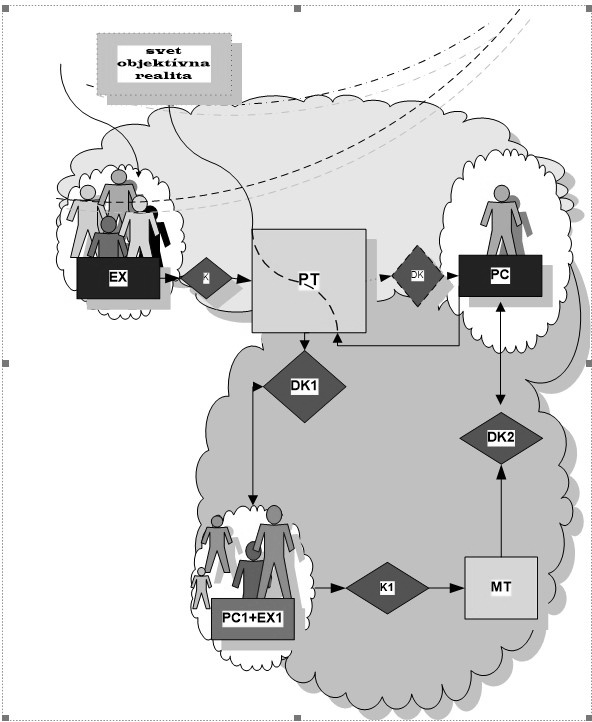 svet
objektívna
realita
EX
K
PT
DK
PC
DK1
DK2
PC1+EX1
K1
MT